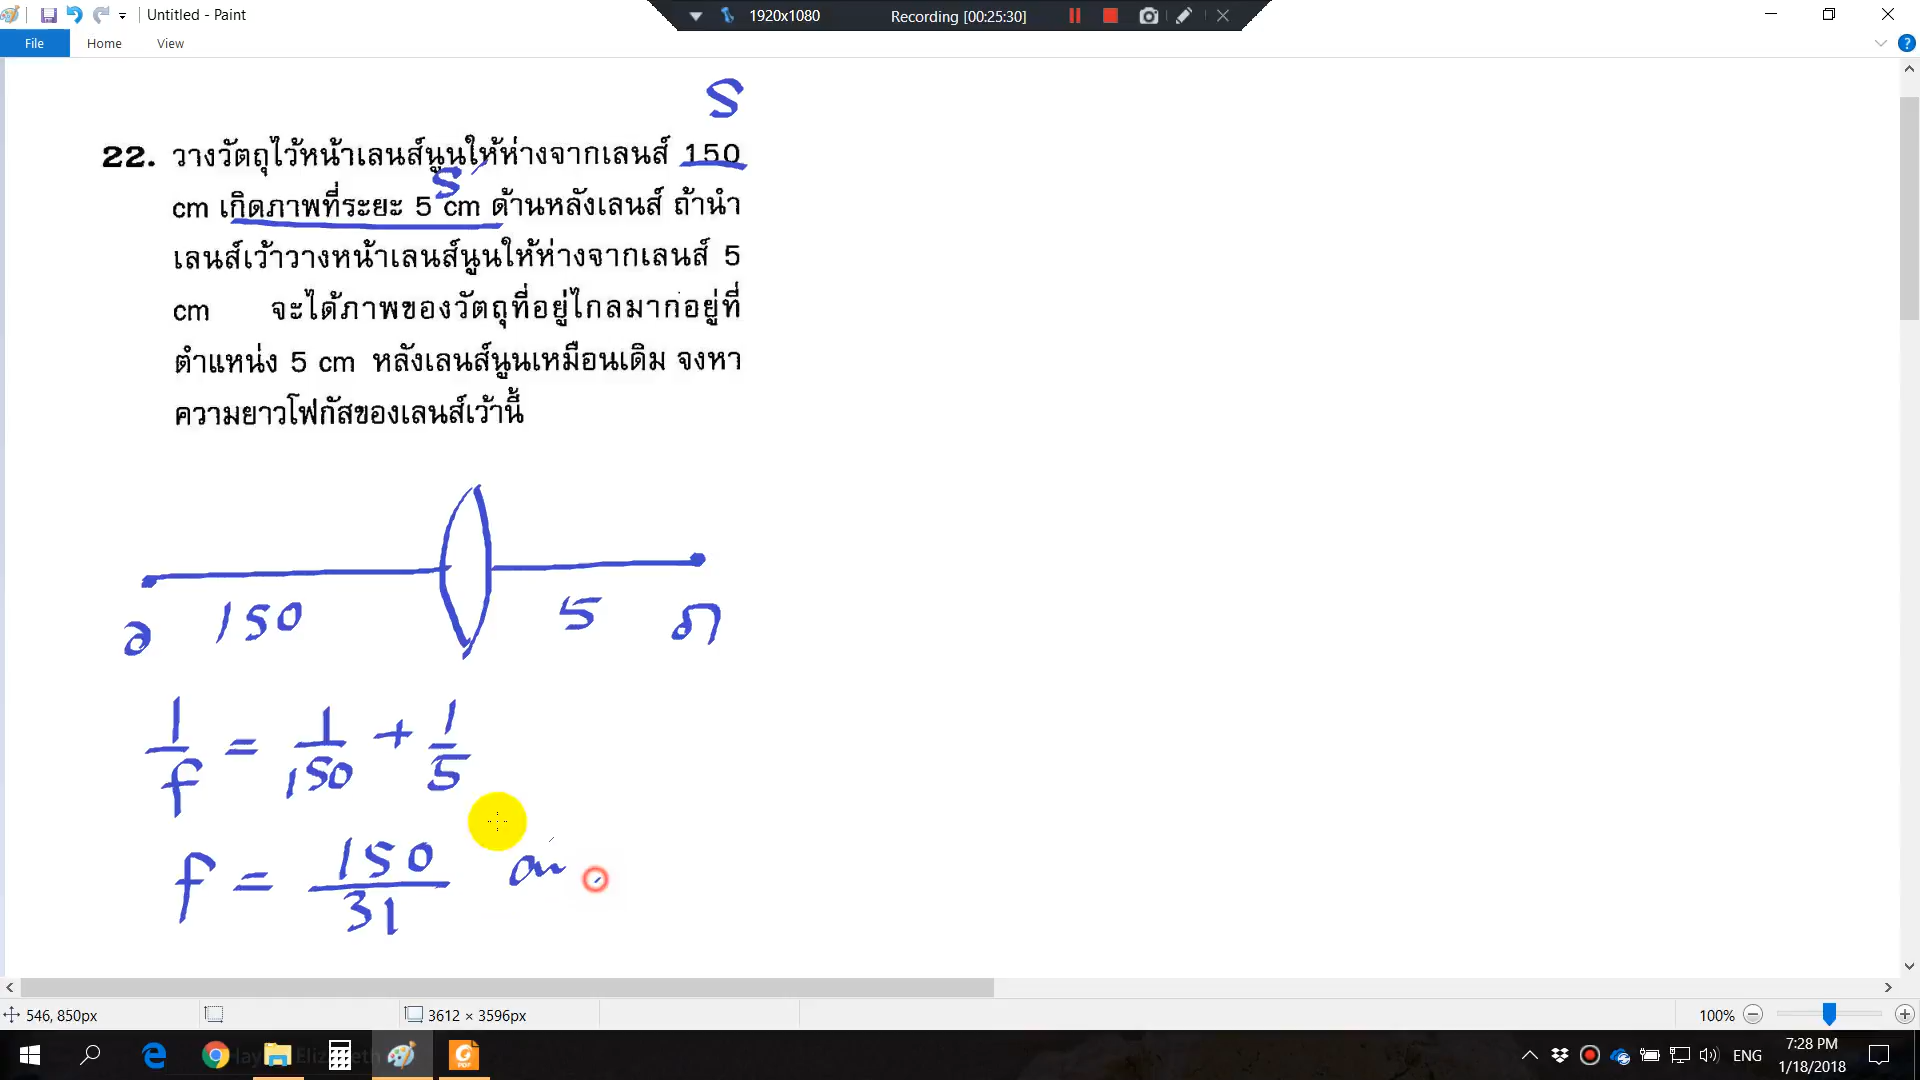 Untitled - Paint
1920x1080
Recording [00:25:30]
File Home View
S
22. วางวัตถุไว้หน้าเลนส์นูนให้ห่างจากเลนส์ 150
S'
cm เกิดภาพที่ระยะ 5 cm ด้านหลังเลนส์ ถ้านำ
เลนส์เว้าวางหน้าเลนส์นูนให้ห่างจากเลนส์ 5
cm จะได้ภาพของวัตถุที่อยู่ไกลมากอยู่ที่
ตำแหน่ง 5 cm หลังเลนส์นูนเหมือนเดิม จงหา
ความยาวโฟกัสของเลนส์เว้านี้
150 5
1/f = 1/150 + 1/5
f = 150/31
546, 850px
3612 × 3596px
100%
ENG
7:28 PM
1/18/2018